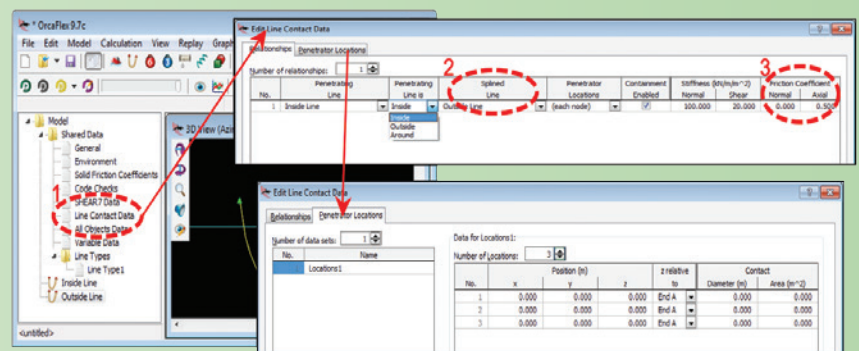 * OrcaFlex 9.7c
File Edit Model Calculation View Replay Grap
Model
Shared Data
General
Environment
Solid Friction Coefficients
Code Checks
1
SHEAR7 Data
Line Contact Data
All Objects Data
Variable Data
Line Types
Line Type1
Inside Line
Outside Line
<untitled>
3D View (Azi
Edit Line Contact Data
Relationships Penetrator Locations
2 3
Number of relationships: 1
Penetrating Penetrating Splined Penetrator Containment Stiffness (kN/m/m^2) Friction Coefficient
No. Line Line is Line Locations Enabled Normal Shear Normal Axial
1 Inside Line Inside Outside Line (each node) 100.000 20.000 0.000 0.500
Inside
Outside
Around
Edit Line Contact Data
Relationships Penetrator Locations
Number of data sets: 1
No. Name
1 Locations1
Data for Locations1:
Number of Locations: 3
Position (m) z relative Contact
No. x y z to Diameter (m) Area (m^2)
1 0.000 0.000 0.000 End A 0.000 0.000
2 0.000 0.000 0.000 End A 0.000 0.000
3 0.000 0.000 0.000 End A 0.000 0.000